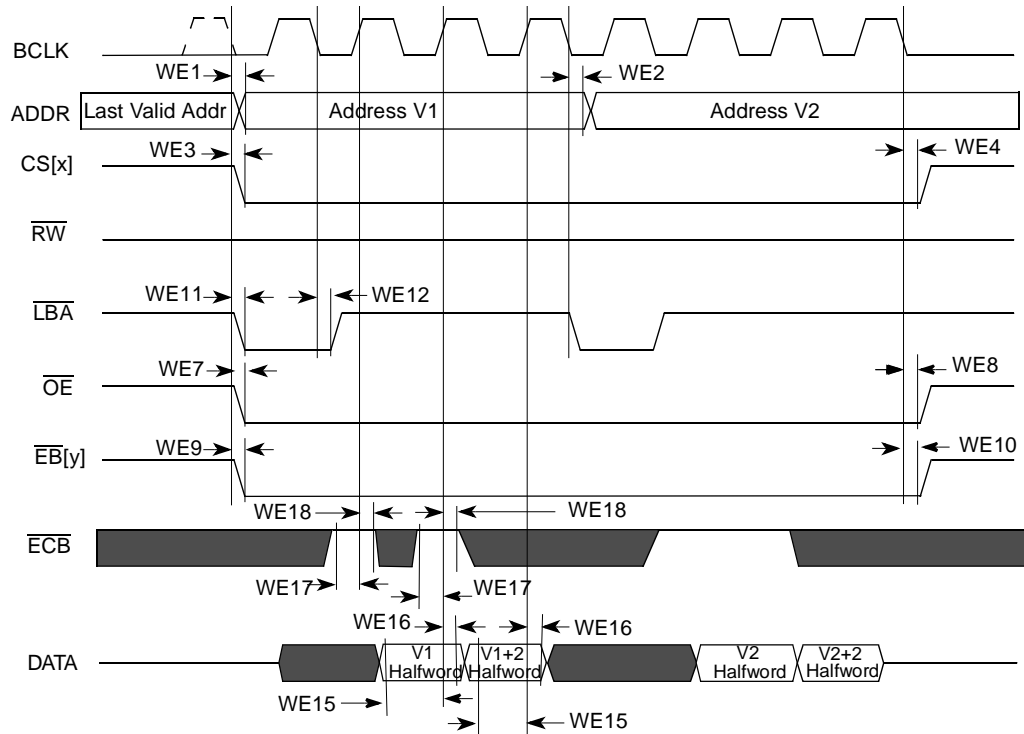 BCLK
WE1
WE2
ADDR
Last Valid Addr
Address V1
Address V2
WE3
WE4
CS[x]
RW
WE11
WE12
LBA
WE7
WE8
OE
WE9
WE10
EB[y]
WE18
WE18
ECB
WE17
WE17
WE16
WE16
DATA
V1
Halfword
V1+2
Halfword
V2
Halfword
V2+2
Halfword
WE15
WE15